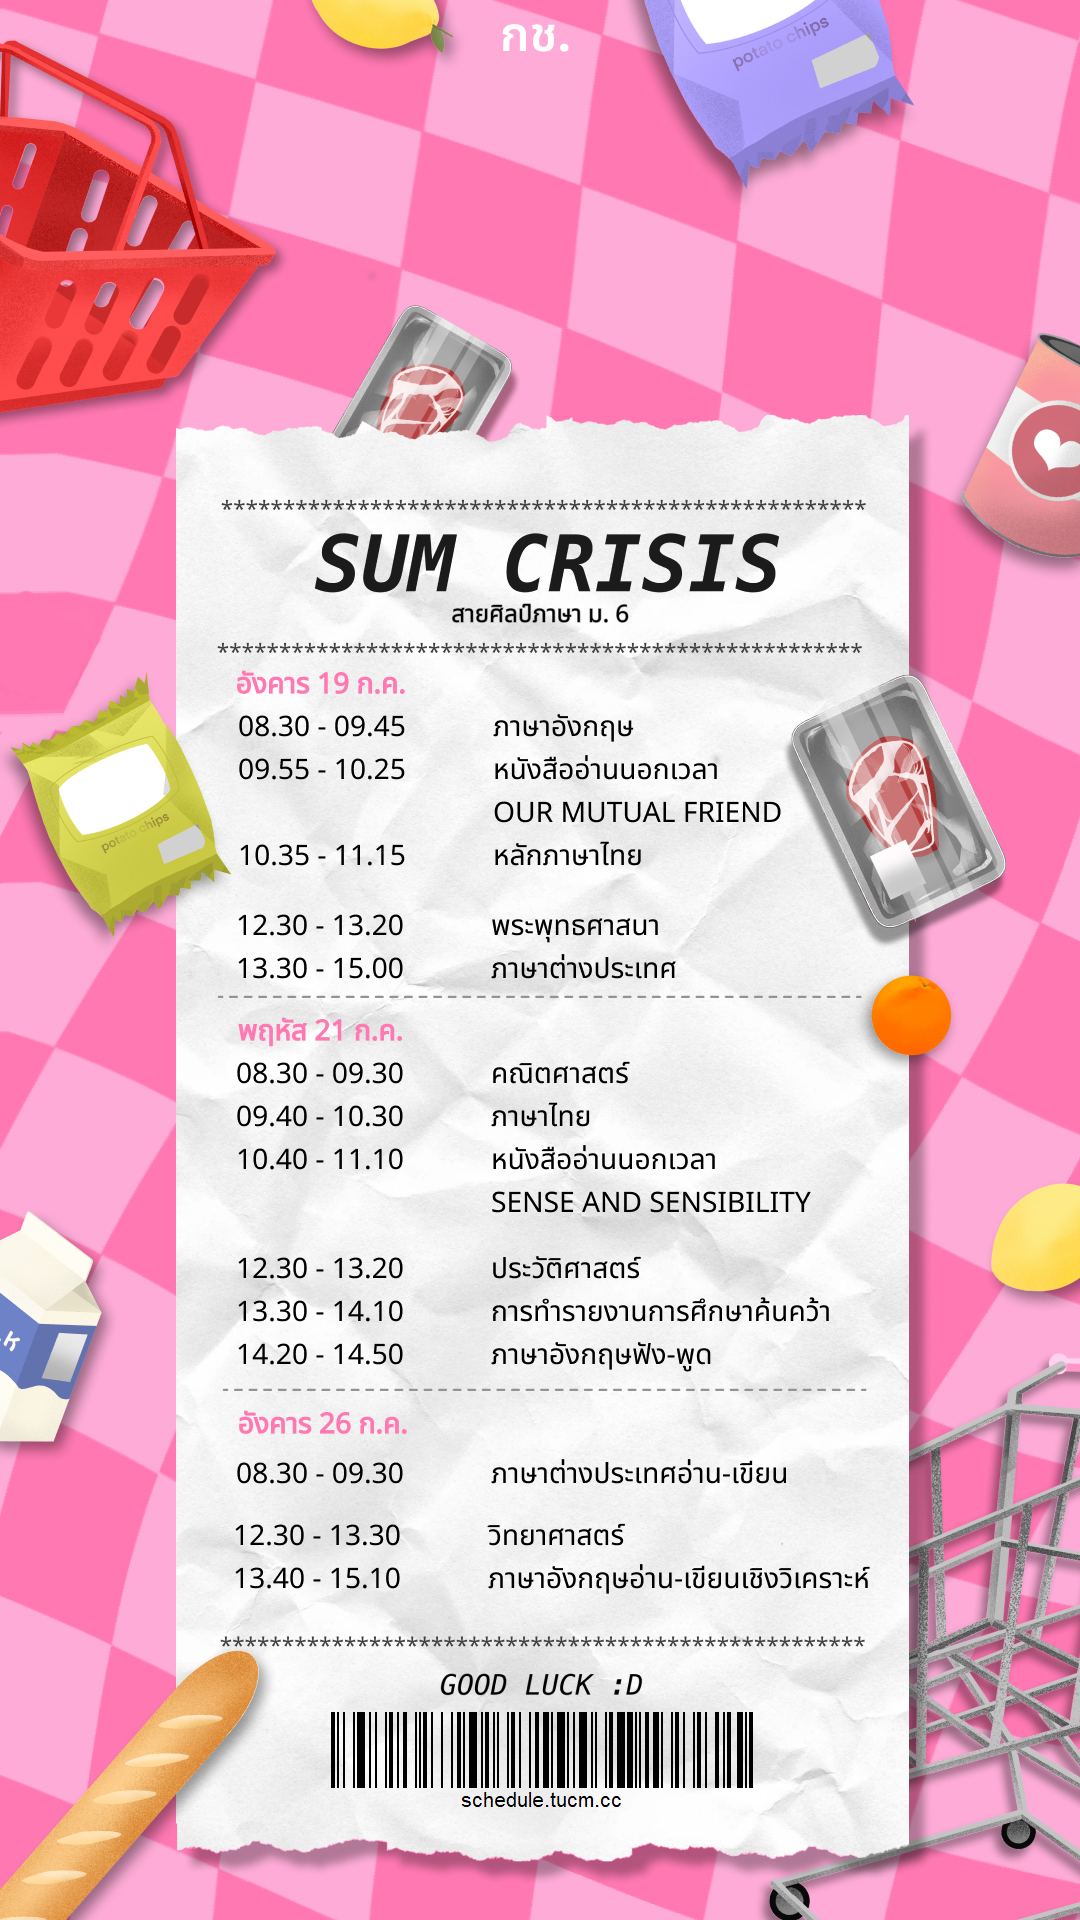 กช.
potato chips
SUM CRISIS
สายศิลป์ภาษา ม. 6
อังคาร 19 ก.ค.
08.30 - 09.45 ภาษาอังกฤษ
09.55 - 10.25 หนังสืออ่านนอกเวลา
OUR MUTUAL FRIEND
10.35 - 11.15 หลักภาษาไทย
12.30 - 13.20 พระพุทธศาสนา
13.30 - 15.00 ภาษาต่างประเทศ
potato chips
พฤหัส 21 ก.ค.
08.30 - 09.30 คณิตศาสตร์
09.40 - 10.30 ภาษาไทย
10.40 - 11.10 หนังสืออ่านนอกเวลา
SENSE AND SENSIBILITY
12.30 - 13.20 ประวัติศาสตร์
13.30 - 14.10 การทำรายงานการศึกษาค้นคว้า
14.20 - 14.50 ภาษาอังกฤษฟัง-พูด
อังคาร 26 ก.ค.
08.30 - 09.30 ภาษาต่างประเทศอ่าน-เขียน
12.30 - 13.30 วิทยาศาสตร์
13.40 - 15.10 ภาษาอังกฤษอ่าน-เขียนเชิงวิเคราะห์
GOOD LUCK :D
schedule.tucm.cc